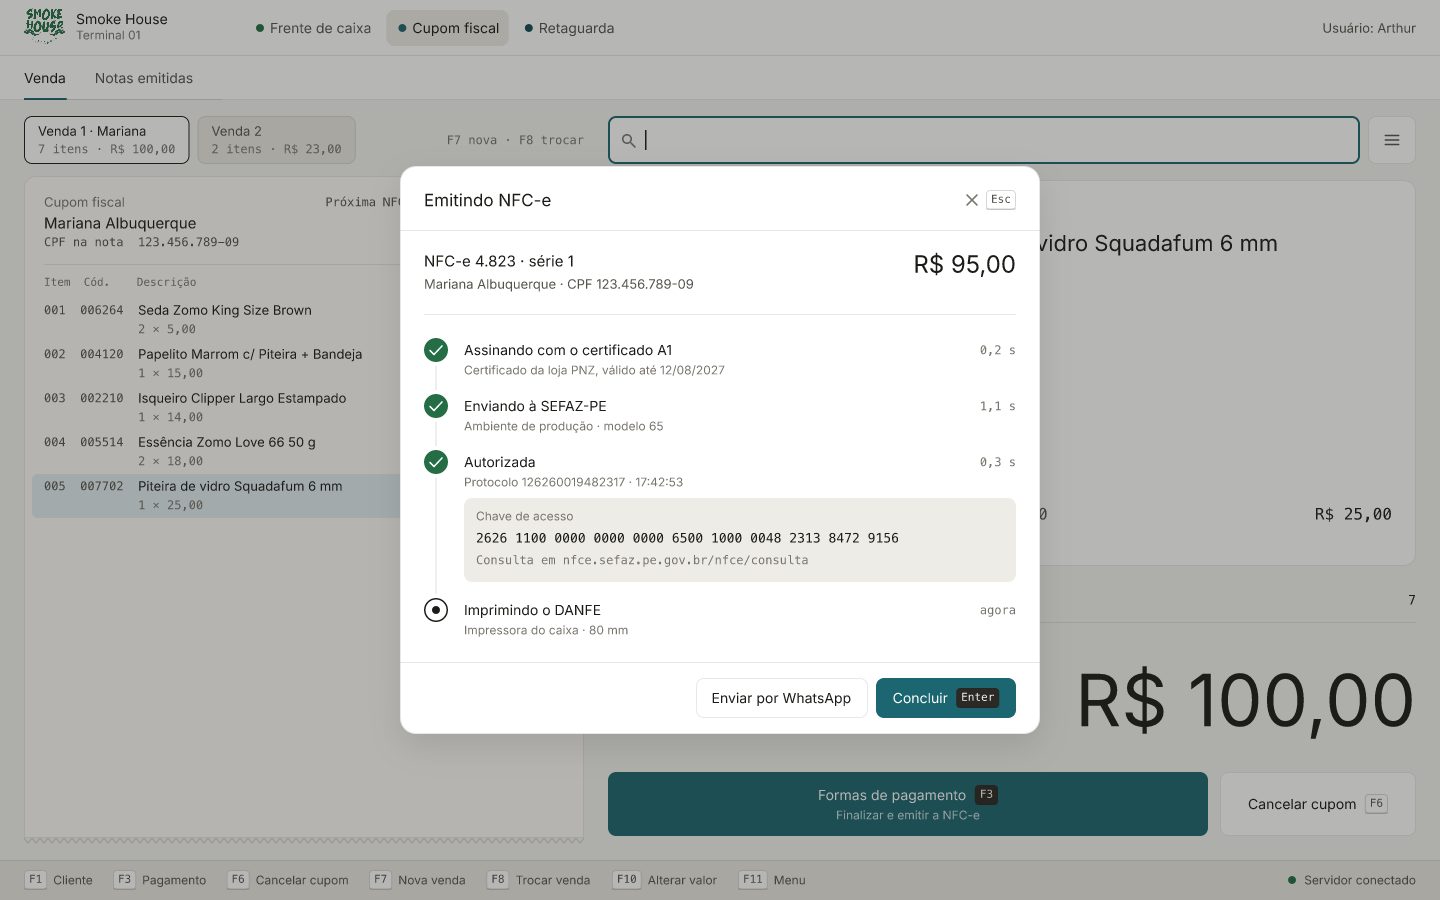 SMOKE
HOUSE
Smoke House
Terminal 01
Frente de caixa
Cupom fiscal
Retaguarda
Usuário: Arthur
Venda
Notas emitidas
Venda 1 · Mariana
7 itens · R$ 100,00
Venda 2
2 itens · R$ 23,00
F7 nova · F8 trocar
Cupom fiscal
Próxima NFC
Mariana Albuquerque
CPF na nota 123.456.789-09
Item Cód. Descrição
001 006264 Seda Zomo King Size Brown
2 × 5,00
002 004120 Papelito Marrom c/ Piteira + Bandeja
1 × 15,00
003 002210 Isqueiro Clipper Largo Estampado
1 × 14,00
004 005514 Essência Zomo Love 66 50 g
2 × 18,00
005 007702 Piteira de vidro Squadafum 6 mm
1 × 25,00
Emitindo NFC-e
Esc
NFC-e 4.823 · série 1
R$ 95,00
Mariana Albuquerque · CPF 123.456.789-09
Assinando com o certificado A1
0,2 s
Certificado da loja PNZ, válido até 12/08/2027
Enviando à SEFAZ-PE
1,1 s
Ambiente de produção · modelo 65
Autorizada
0,3 s
Protocolo 126260019482317 · 17:42:53
Chave de acesso
2626 1100 0000 0000 0000 6500 1000 0048 2313 8472 9156
Consulta em nfce.sefaz.pe.gov.br/nfce/consulta
Imprimindo o DANFE
agora
Impressora do caixa · 80 mm
Enviar por WhatsApp
Concluir Enter
vidro Squadafum 6 mm
R$ 25,00
7
R$ 100,00
Formas de pagamento F3
Finalizar e emitir a NFC-e
Cancelar cupom F6
F1 Cliente
F3 Pagamento
F6 Cancelar cupom
F7 Nova venda
F8 Trocar venda
F10 Alterar valor
F11 Menu
Servidor conectado